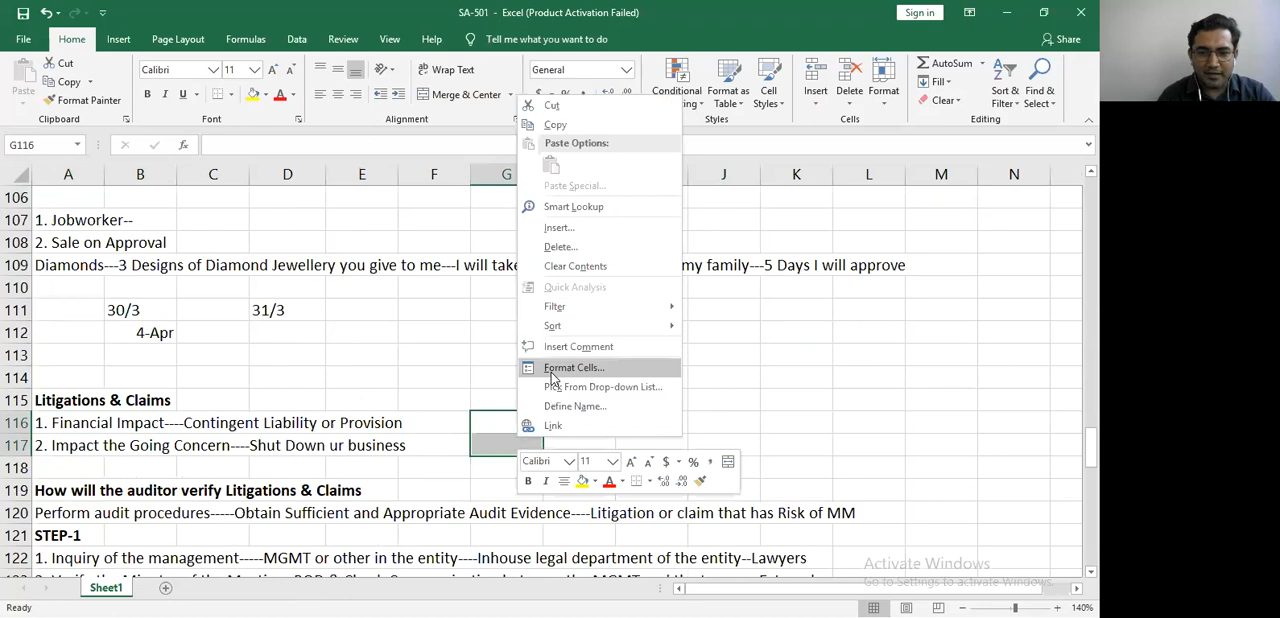 SA-501 - Excel (Product Activation Failed)
Sign in
File Home Insert Page Layout Formulas Data Review View Help Tell me what you want to do Share
Paste
Cut
Copy
Format Painter
Clipboard
Calibri 11
B I U
Font
Wrap Text
Merge & Center
Alignment
General
Conditional
Format as Table
Cell Styles
Styles
Insert Delete Format
Cells
AutoSum
Fill
Clear
Sort & Filter
Find & Select
Editing
G116
fx
A B C D E F G J K L M N
106
107 1. Jobworker--
108 2. Sale on Approval
109 Diamonds---3 Designs of Diamond Jewellery you give to me---I will take my family---5 Days I will approve
110
111 30/3 31/3
112 4-Apr
113
114
115 Litigations & Claims
116 1. Financial Impact----Contingent Liability or Provision
117 2. Impact the Going Concern----Shut Down ur business
118
119 How will the auditor verify Litigations & Claims
120 Perform audit procedures-----Obtain Sufficient and Appropriate Audit Evidence----Litigation or claim that has Risk of MM
121 STEP-1
122 1. Inquiry of the management-----MGMT or other in the entity----Inhouse legal department of the entity--Lawyers
Cut
Copy
Paste Options:
Paste Special...
Smart Lookup
Insert...
Delete...
Clear Contents
Quick Analysis
Filter
Sort
Insert Comment
Format Cells...
Pick From Drop-down List...
Define Name...
Link
Calibri 11 A A $ % ,
B I A
Activate Windows
Go to Settings to activate Windows.
Sheet1
Ready
140%